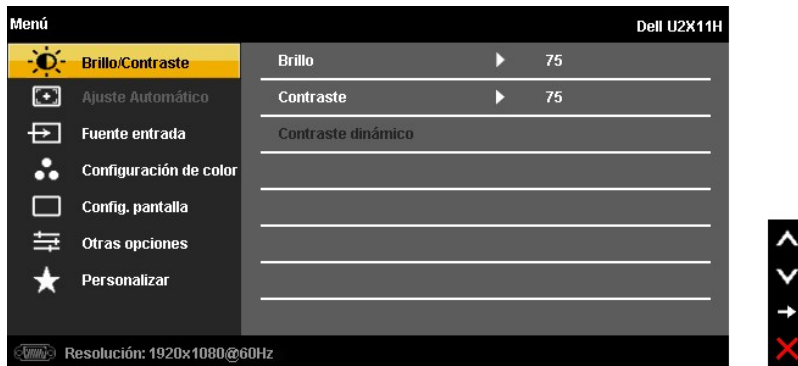 Menú
Dell U2X11H
Brillo/Contraste
Brillo 75
Ajuste Automático
Contraste 75
Fuente entrada
Contraste dinámico
Configuración de color
Config. pantalla
Otras opciones
Personalizar
Resolución: 1920x1080@60Hz